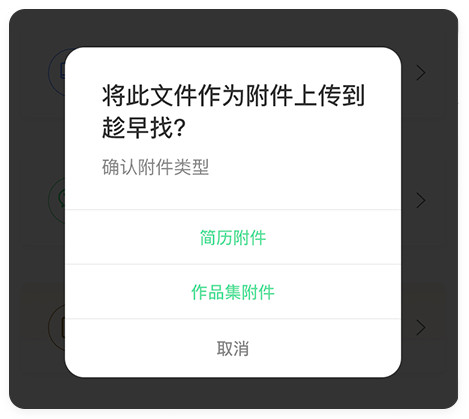 将此文件作为附件上传到
趁早找?
确认附件类型
简历附件
作品集附件
取消